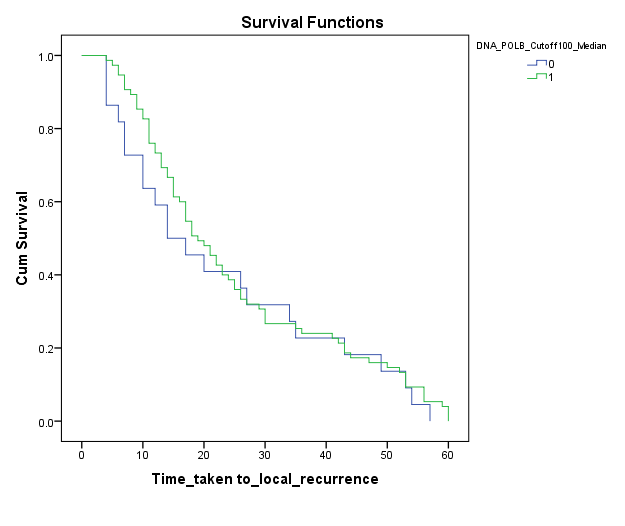 Survival Functions
DNA_POLB_Cutoff100_Median
0
1
Cum Survival
1.0
0.8
0.6
0.4
0.2
0.0
0 10 20 30 40 50 60
Time_taken to_local_recurrence